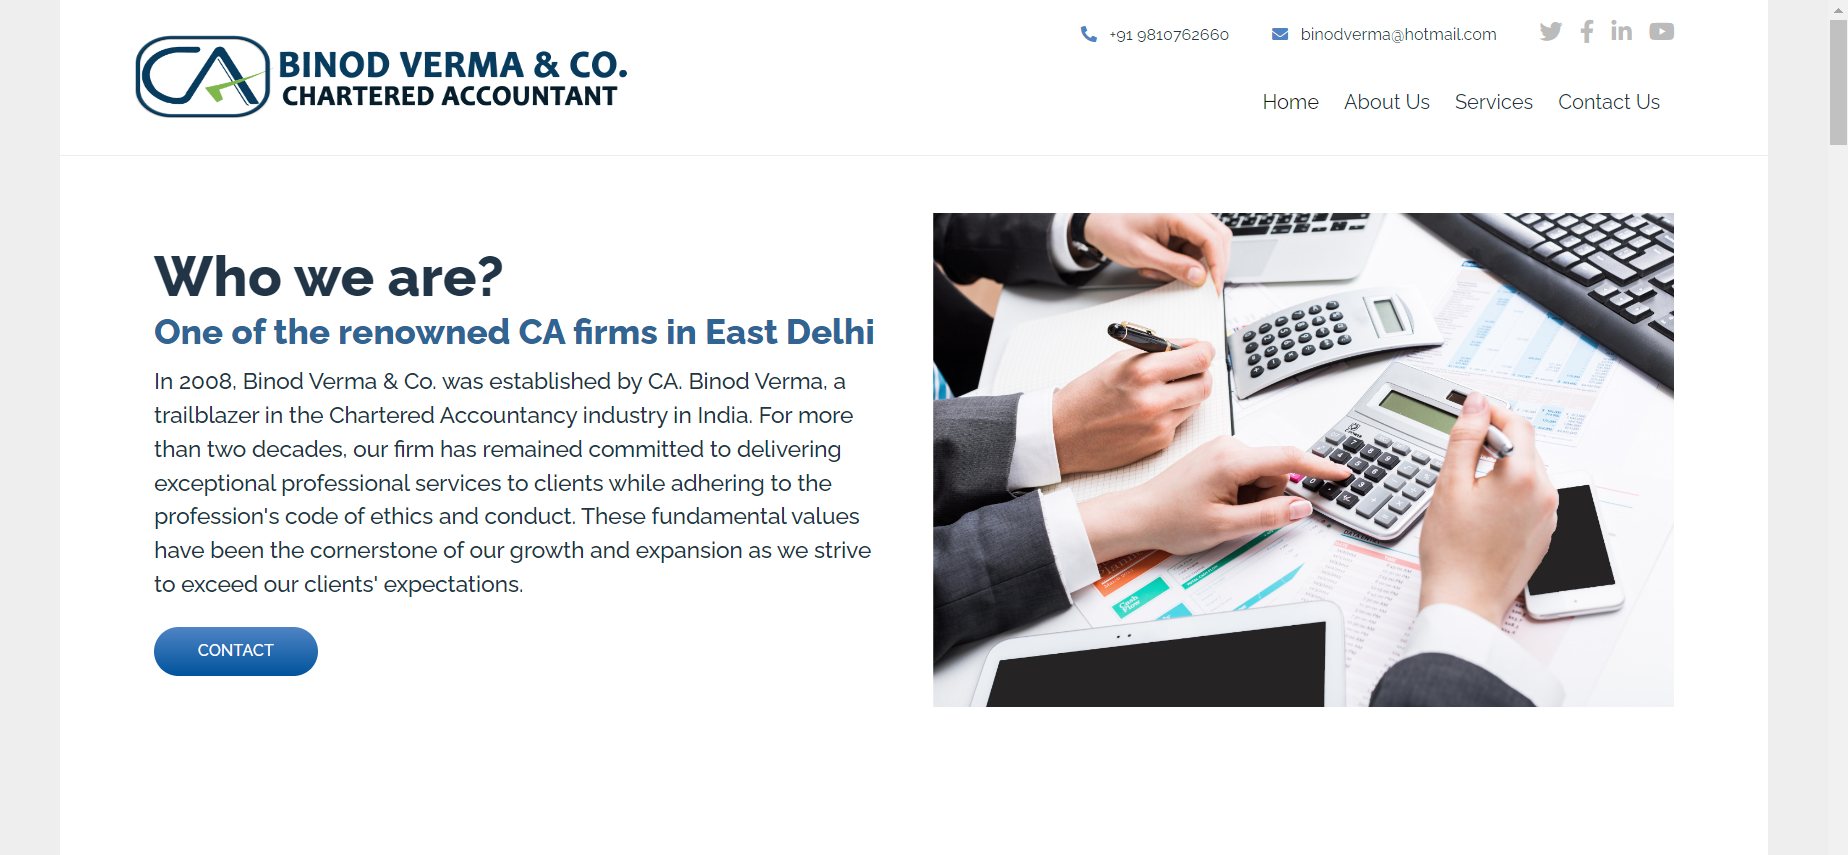 CA BINOD VERMA & CO.
CHARTERED ACCOUNTANT
+91 9810762660
binodverma@hotmail.com
Home
About Us
Services
Contact Us
Who we are?
One of the renowned CA firms in East Delhi
In 2008, Binod Verma & Co. was established by CA. Binod Verma, a
trailblazer in the Chartered Accountancy industry in India. For more
than two decades, our firm has remained committed to delivering
exceptional professional services to clients while adhering to the
profession's code of ethics and conduct. These fundamental values
have been the cornerstone of our growth and expansion as we strive
to exceed our clients' expectations.
CONTACT
Cash
Flow